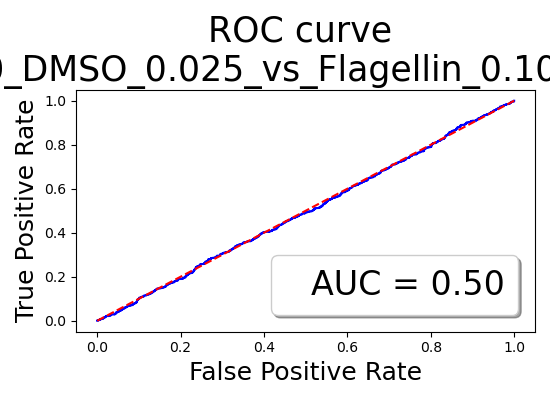 ROC curve
_DMSO_0.025_vs_Flagellin_0.10
True Positive Rate
1.0
0.8
0.6
0.4
0.2
0.0
AUC = 0.50
0.0 0.2 0.4 0.6 0.8 1.0
False Positive Rate